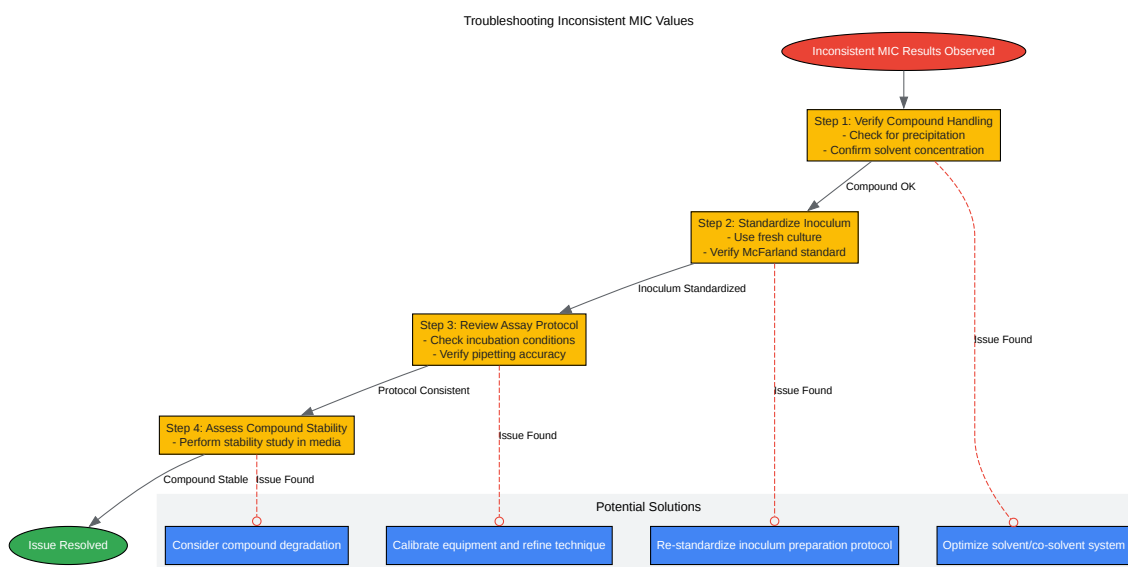 Troubleshooting Inconsistent MIC Values
Inconsistent MIC Results Observed
Step 1: Verify Compound Handling
- Check for precipitation
- Confirm solvent concentration
Compound OK
Step 2: Standardize Inoculum
- Use fresh culture
- Verify McFarland standard
Inoculum Standardized
Step 3: Review Assay Protocol
- Check incubation conditions
- Verify pipetting accuracy
Issue Found
Protocol Consistent
Issue Found
Step 4: Assess Compound Stability
- Perform stability study in media
Issue Found
Compound Stable
Issue Found
Potential Solutions
Issue Resolved
Consider compound degradation
Calibrate equipment and refine technique
Re-standardize inoculum preparation protocol
Optimize solvent/co-solvent system